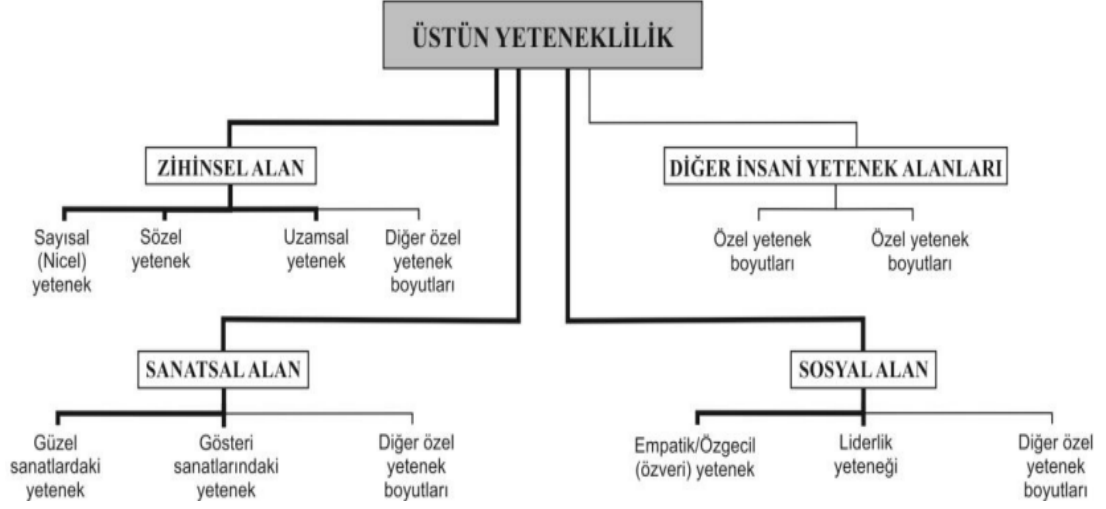 ÜSTÜN YETENEKLİLİK
ZİHİNSEL ALAN
Sayısal
(Nicel)
yetenek
Sözel
yetenek
Uzamsal
yetenek
Diğer özel
yetenek
boyutları
DİĞER İNSANİ YETENEK ALANLARI
Özel yetenek
boyutları
Özel yetenek
boyutları
SANATSAL ALAN
Güzel
sanatlardaki
yetenek
Gösteri
sanatlarındaki
yetenek
Diğer özel
yetenek
boyutları
SOSYAL ALAN
Empatik/Özgecil
(özveri) yetenek
Liderlik
yeteneği
Diğer özel
yetenek
boyutları